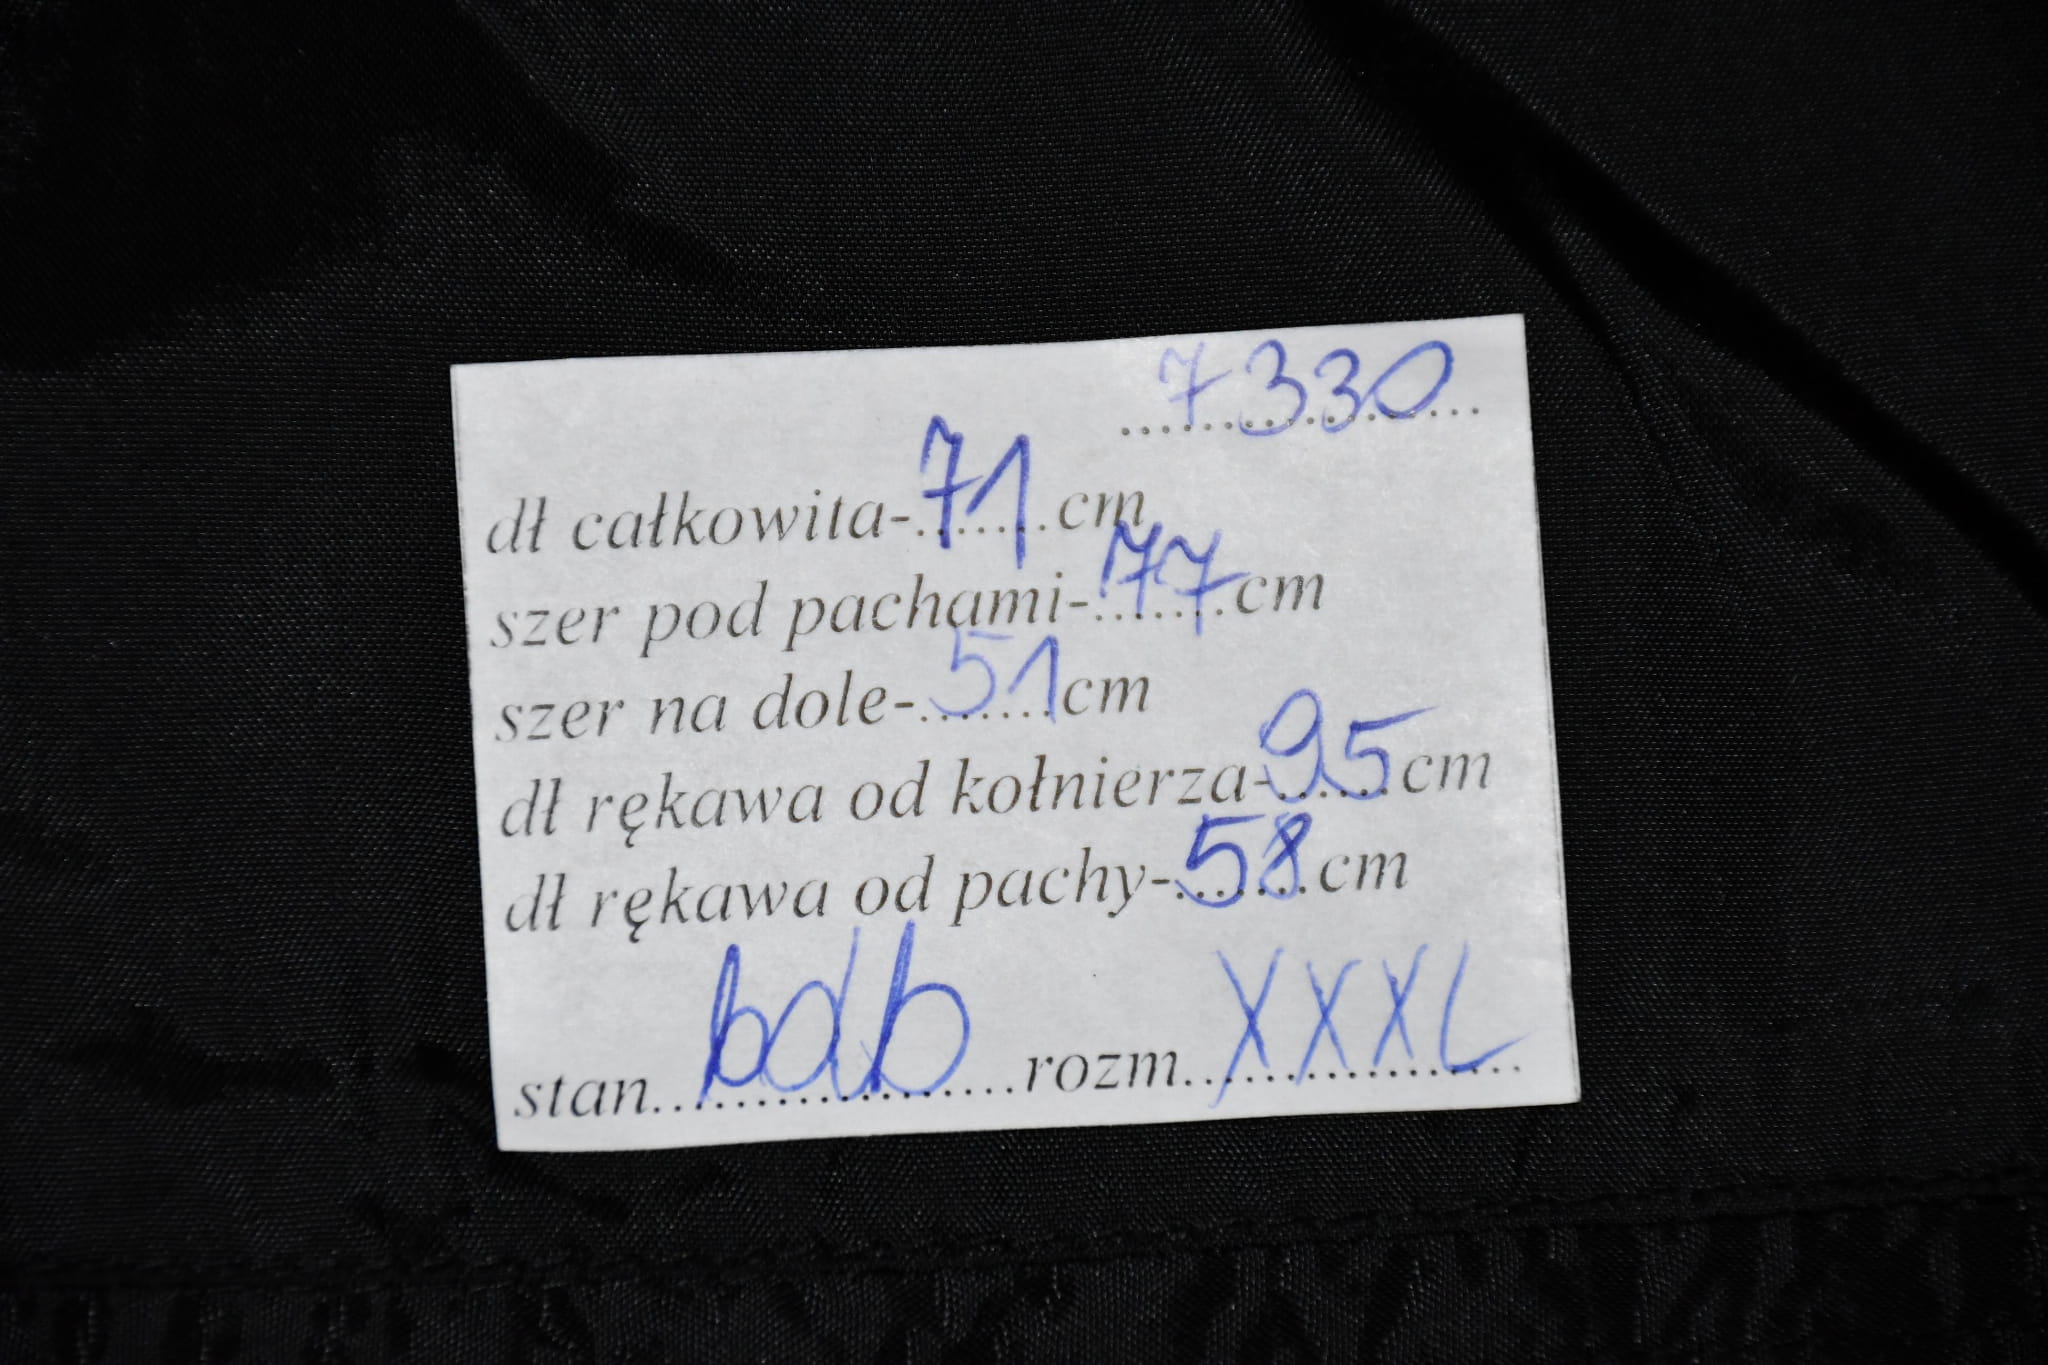 7330
dł całkowita-71cm
szer pod pachami-77cm
szer na dole-51cm
dł rękawa od kołnierza-95cm
dł rękawa od pachy-58cm
stan bdb rozm XXXL